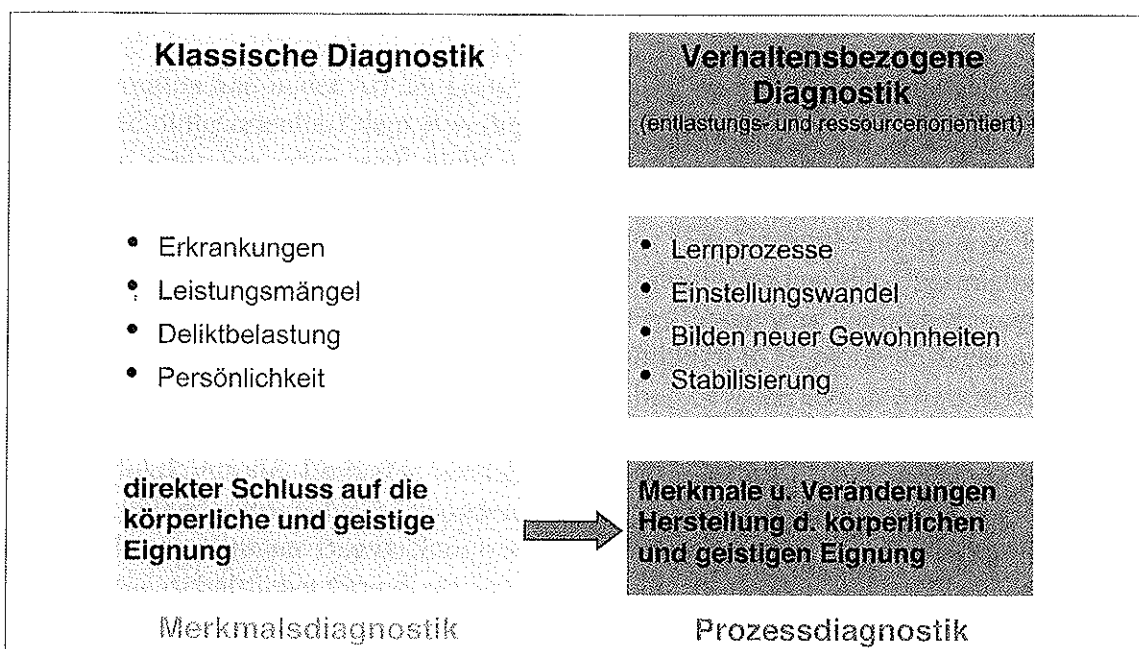 Klassische Diagnostik
• Erkrankungen
• Leistungsmängel
• Deliktbelastung
• Persönlichkeit
direkter Schluss auf die
körperliche und geistige
Eignung
Merkmalsdiagnostik
Verhaltensbezogene
Diagnostik
(entlastungs- und ressourcenorientiert)
• Lernprozesse
• Einstellungswandel
• Bilden neuer Gewohnheiten
• Stabilisierung
Merkmale u. Veränderungen
Herstellung d. körperlichen
und geistigen Eignung
Prozessdiagnostik